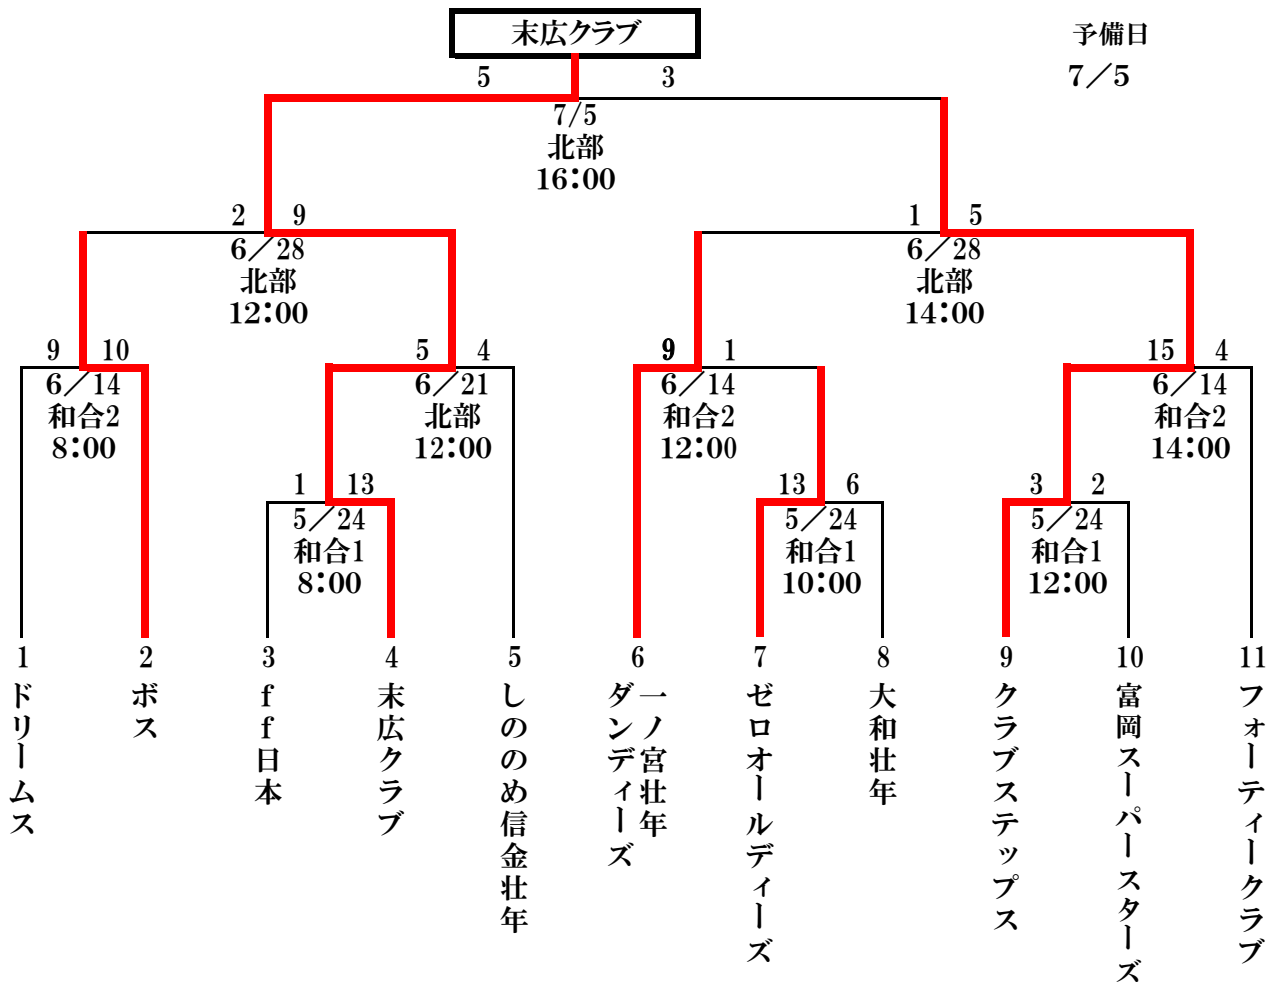 末広クラブ
予備日
7／5
5 3
7/5
北部
16：00
2 9
6／28
北部
12：00
1 5
6／28
北部
14：00
9 10
6／14
和合2
8：00
5 4
6／21
北部
12：00
9 1
6／14
和合2
12：00
15 4
6／14
和合2
14：00
1 13
5／24
和合1
8：00
13 6
5／24
和合1
10：00
3 2
5／24
和合1
12：00
1
ドリームス
2
ボス
3
ff日本
4
末広クラブ
5
しののめ信金壮年
6
一ノ宮壮年
ダンディーズ
7
ゼロオールディーズ
8
大和壮年
9
クラブステップス
10
富岡スーパースターズ
11
フォーティークラブ